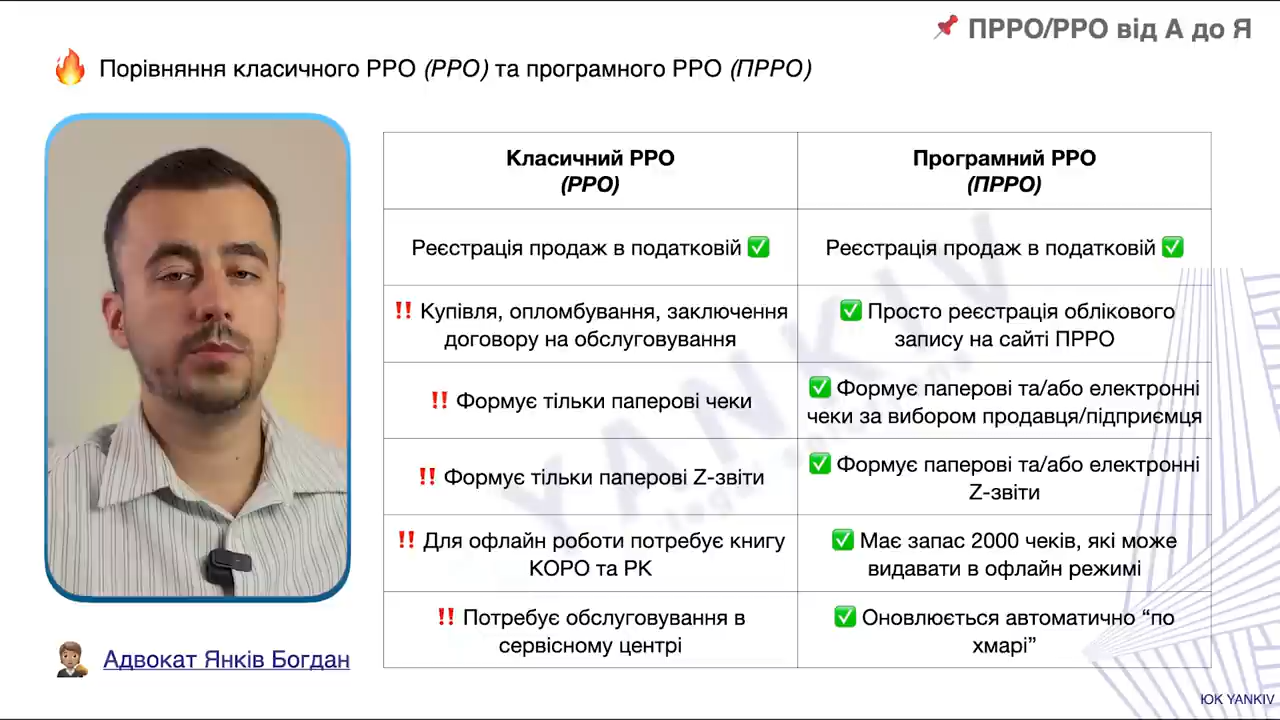 📌 ПРРО/РРО від А до Я
🔥 Порівняння класичного РРО (РРО) та програмного РРО (ПРРО)
Класичний РРО
(РРО)
Програмний РРО
(ПРРО)
Реєстрація продаж в податковій ✅
Реєстрація продаж в податковій ✅
‼️ Купівля, опломбування, заключення
договору на обслуговування
✅ Просто реєстрація облікового
запису на сайті ПРРО
‼️ Формує тільки паперові чеки
✅ Формує паперові та/або електронні
чеки за вибором продавця/підприємця
‼️ Формує тільки паперові Z-звіти
✅ Формує паперові та/або електронні
Z-звіти
‼️ Для офлайн роботи потребує книгу
КОРО та РК
✅ Має запас 2000 чеків, які може
видавати в офлайн режимі
‼️ Потребує обслуговування в
сервісному центрі
✅ Оновлюється автоматично “по
хмарі”
Адвокат Янків Богдан
YANKIV
ЮК YANKIV